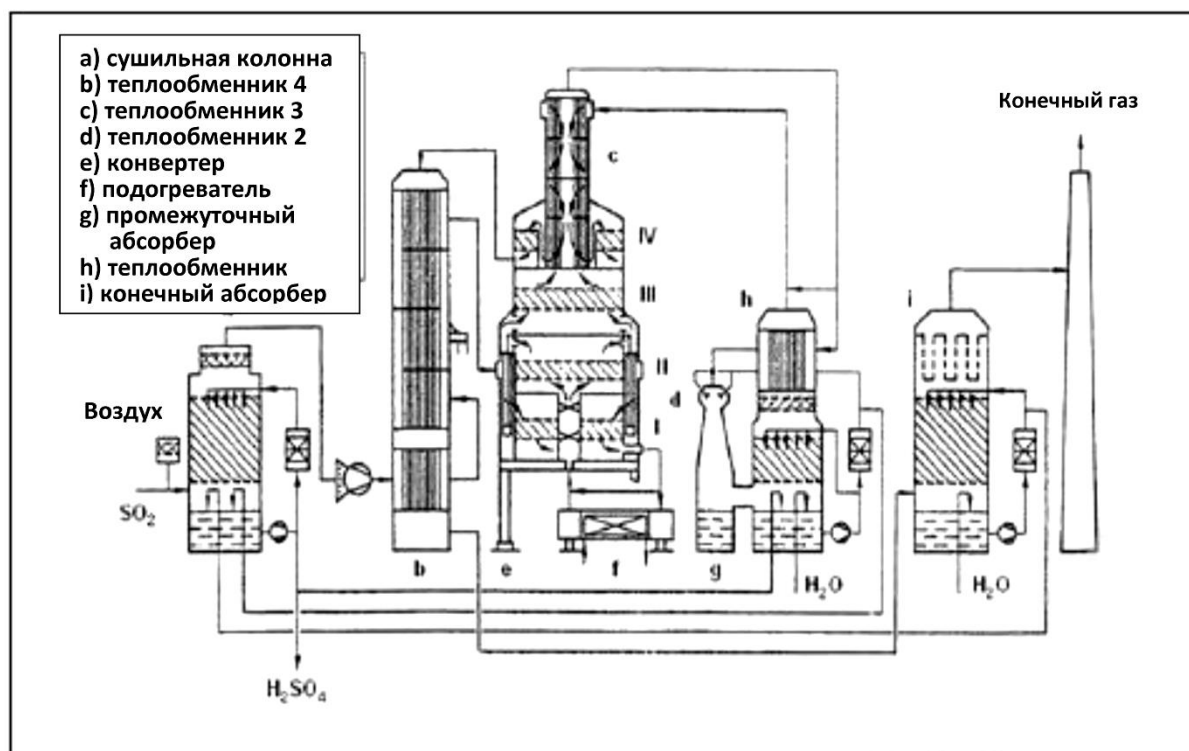 a) сушильная колонна
b) теплообменник 4
c) теплообменник 3
d) теплообменник 2
e) конвертер
f) подогреватель
g) промежуточный
абсорбер
h) теплообменник
i) конечный абсорбер
Конечный газ
c
IV
III
h
i
II
d
Воздух
I
SO₂
b
e
f
g
H₂O
H₂O
H₂SO₄